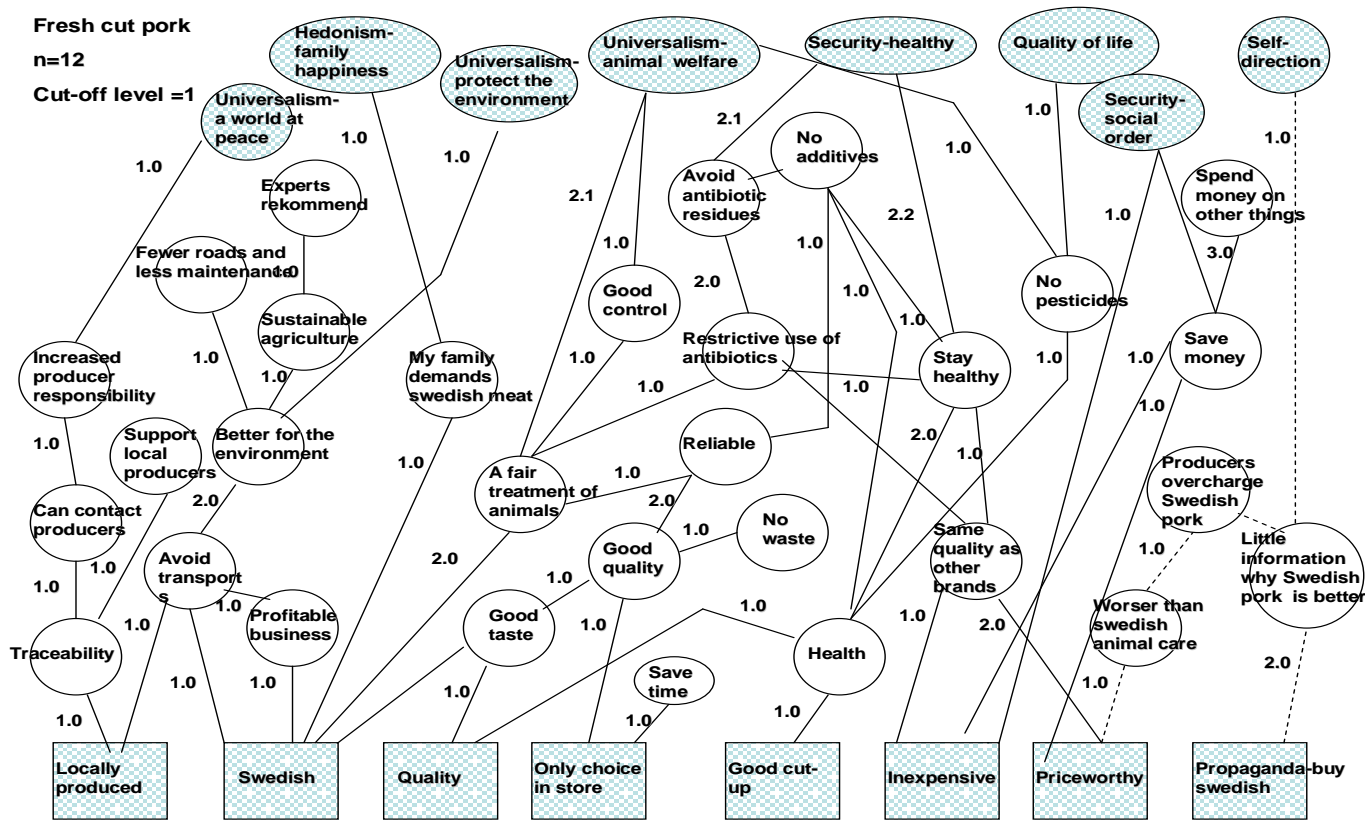 Fresh cut pork
n=12
Cut-off level =1
Hedonism-
family
happiness
Universalism-
protect the
environment
Universalism-
animal welfare
Security-healthy
Quality of life
Self-
direction
Universalism-
a world at
peace
Security-
social
order
1.0
1.0
1.0
2.1
1.0
1.0
1.0
No
additives
Experts
rekommend
Avoid
antibiotic
residues
Spend
money on
other things
2.1
2.2
1.0
1.0
1.0
3.0
Fewer roads and
less maintenance
1.0
2.0
1.0
Good
control
No
pesticides
Sustainable
agriculture
1.0
Restrictive use of
antibiotics
Stay
healthy
Save
money
Increased
producer
responsibility
1.0
1.0
My family
demands
swedish meat
1.0
1.0
1.0
1.0
1.0
1.0
Support
local
producers
Better for the
environment
Reliable
2.0
1.0
1.0
1.0
A fair
treatment of
animals
1.0
2.0
Producers
overcharge
Swedish
pork
Can contact
producers
2.0
1.0
No
waste
Same
quality as
other
brands
Little
information
why Swedish
pork is better
Avoid
transport
s
1.0
2.0
Good
quality
1.0
1.0
1.0
1.0
Profitable
business
Good
taste
1.0
1.0
1.0
2.0
Worser than
swedish
animal care
Traceability
1.0
Health
2.0
1.0
1.0
1.0
Save
time
1.0
1.0
1.0
1.0
Locally
produced
Swedish
Quality
Only choice
in store
Good cut-
up
Inexpensive
Priceworthy
Propaganda-buy
swedish